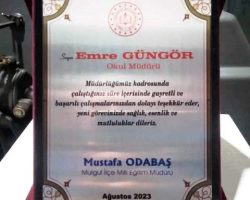 Sayın Emre GÜNGÖR
Okul Müdürü
Müdürlüğümüz kadrosunda
çalıştığınız süre içerisinde gayretli ve
başarılı çalışmalarınızdan dolayı teşekkür eder,
yeni görevinizde sağlık, esenlik ve
mutluluklar dileriz.
Mustafa ODABAŞ
Murgul İlçe Milli Eğitim Müdürü
Ağustos 2023